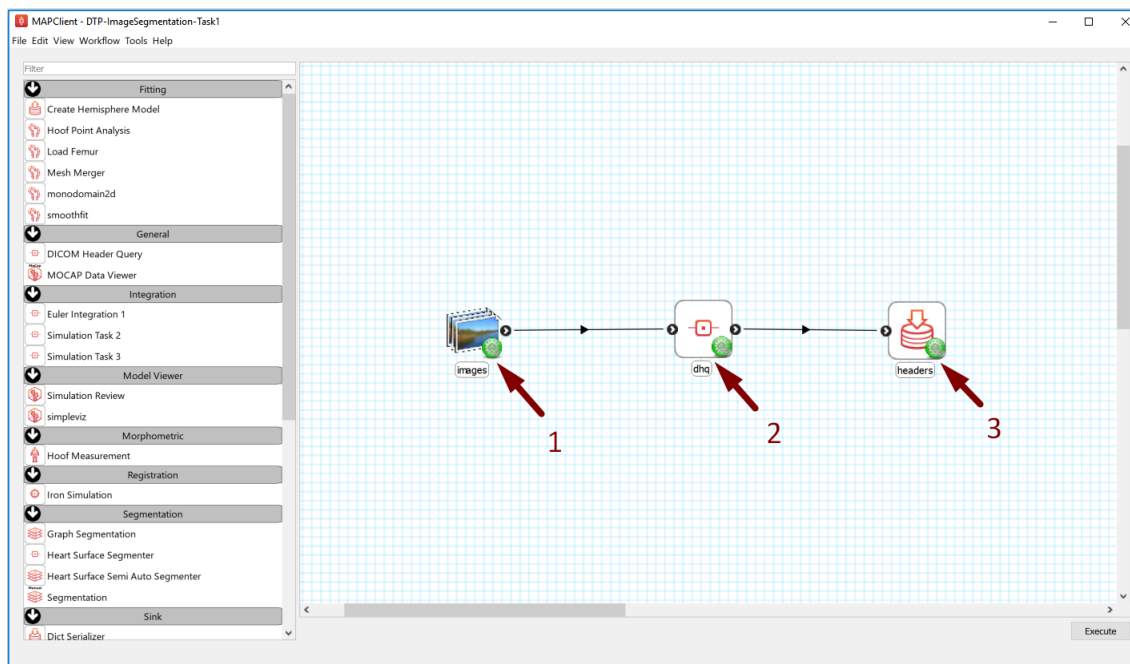 MAPClient - DTP-ImageSegmentation-Task1
File Edit View Workflow Tools Help
Filter
Fitting
Create Hemisphere Model
Hoof Point Analysis
Load Femur
Mesh Merger
monodomain2d
smoothfit
General
DICOM Header Query
MOCAP Data Viewer
Integration
Euler Integration 1
Simulation Task 2
Simulation Task 3
Model Viewer
Simulation Review
simpleviz
Morphometric
Hoof Measurement
Registration
Iron Simulation
Segmentation
Graph Segmentation
Heart Surface Segmenter
Heart Surface Semi Auto Segmenter
Segmentation
Sink
Dict Serializer
images
dhq
headers
1
2
3
Execute